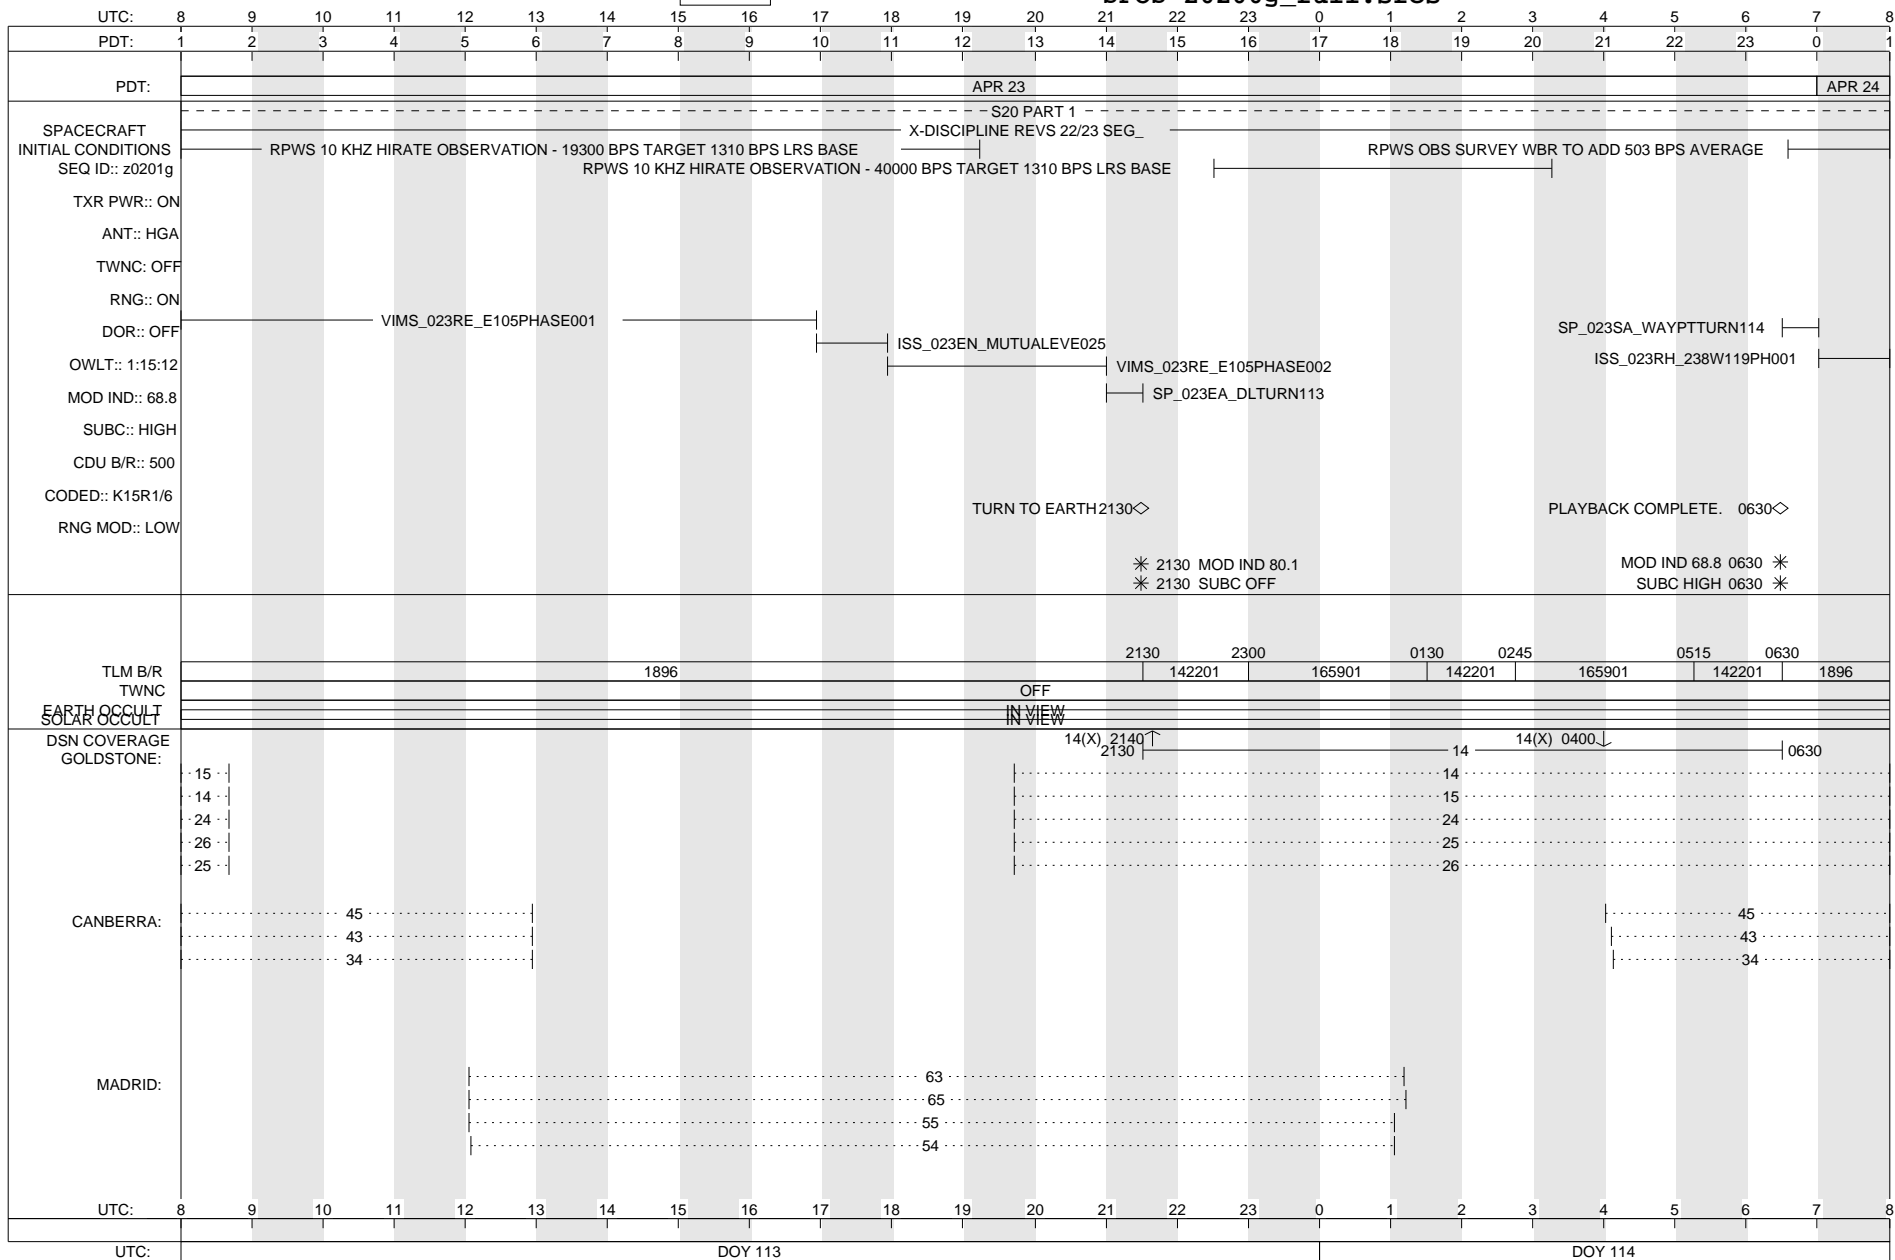 UTC: 8 9 10 11 12 13 14 15 16 17 18 19 20 21 22 23 0 1 2 3 4 5 6 7 8
PDT: 1 2 3 4 5 6 7 8 9 10 11 12 13 14 15 16 17 18 19 20 21 22 23 0 1
PDT: APR 23 APR 24
S20 PART 1
SPACECRAFT X-DISCIPLINE REVS 22/23 SEG_
INITIAL CONDITIONS RPWS 10 KHZ HIRATE OBSERVATION - 19300 BPS TARGET 1310 BPS LRS BASE RPWS OBS SURVEY WBR TO ADD 503 BPS AVERAGE
SEQ ID:: z0201g RPWS 10 KHZ HIRATE OBSERVATION - 40000 BPS TARGET 1310 BPS LRS BASE
TXR PWR:: ON
ANT:: HGA
TWNC: OFF
RNG:: ON
VIMS_023RE_E105PHASE001
DOR:: OFF SP_023SA_WAYPTTURN114
ISS_023EN_MUTUALEVE025
ISS_023RH_238W119PH001
OWLT:: 1:15:12 VIMS_023RE_E105PHASE002
MOD IND:: 68.8 SP_023EA_DLTURN113
SUBC:: HIGH
CDU B/R:: 500
CODED:: K15R1/6
TURN TO EARTH 2130 PLAYBACK COMPLETE. 0630
RNG MOD:: LOW
2130 MOD IND 80.1 MOD IND 68.8 0630
2130 SUBC OFF SUBC HIGH 0630
2130 2300 0130 0245 0515 0630
TLM B/R 1896 142201 165901 142201 165901 142201 1896
TWNC OFF
EARTH OCCULT IN VIEW
SOLAR OCCULT IN VIEW
DSN COVERAGE 14(X) 2140 14(X) 0400
GOLDSTONE: 2130 14 0630
15 14
14 15
24 24
26 25
25 26
CANBERRA: 45 45
43 43
34 34
MADRID: 63
65
55
54
UTC: 8 9 10 11 12 13 14 15 16 17 18 19 20 21 22 23 0 1 2 3 4 5 6 7 8
UTC: DOY 113 DOY 114